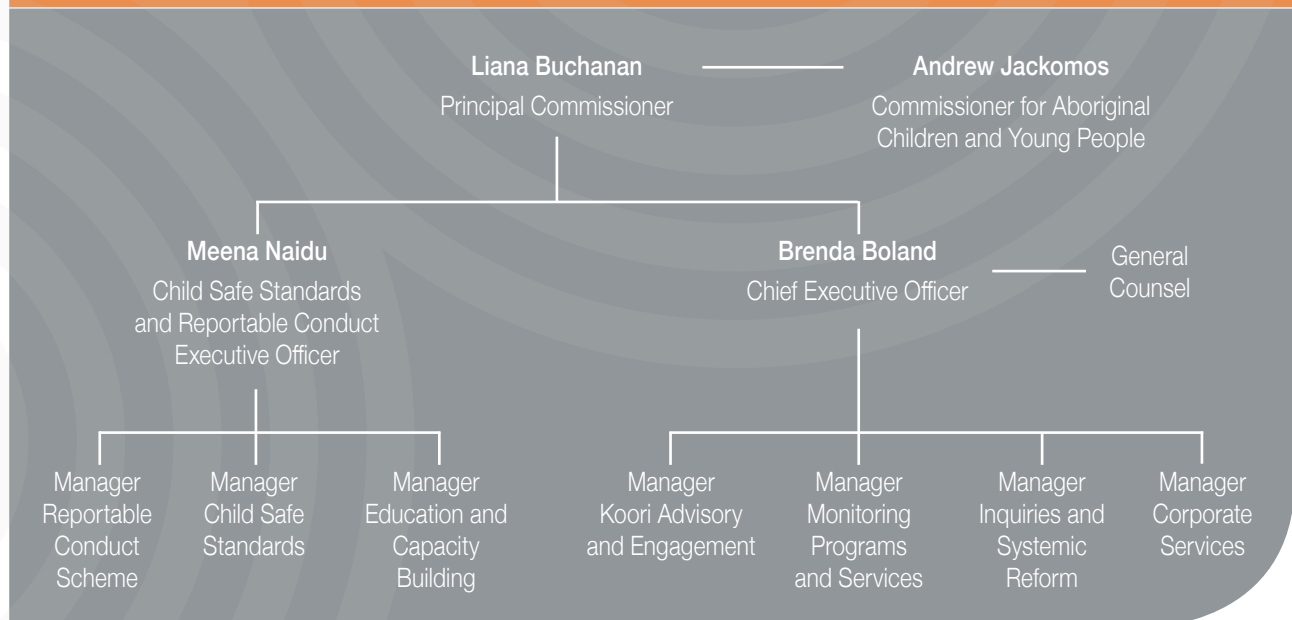 Liana Buchanan
Principal Commissioner
Andrew Jackomos
Commissioner for Aboriginal
Children and Young People
Meena Naidu
Child Safe Standards
and Reportable Conduct
Executive Officer
Brenda Boland
Chief Executive Officer
General
Counsel
Manager
Reportable
Conduct
Scheme
Manager
Child Safe
Standards
Manager
Education and
Capacity
Building
Manager
Koori Advisory
and Engagement
Manager
Monitoring
Programs
and Services
Manager
Inquiries and
Systemic
Reform
Manager
Corporate
Services